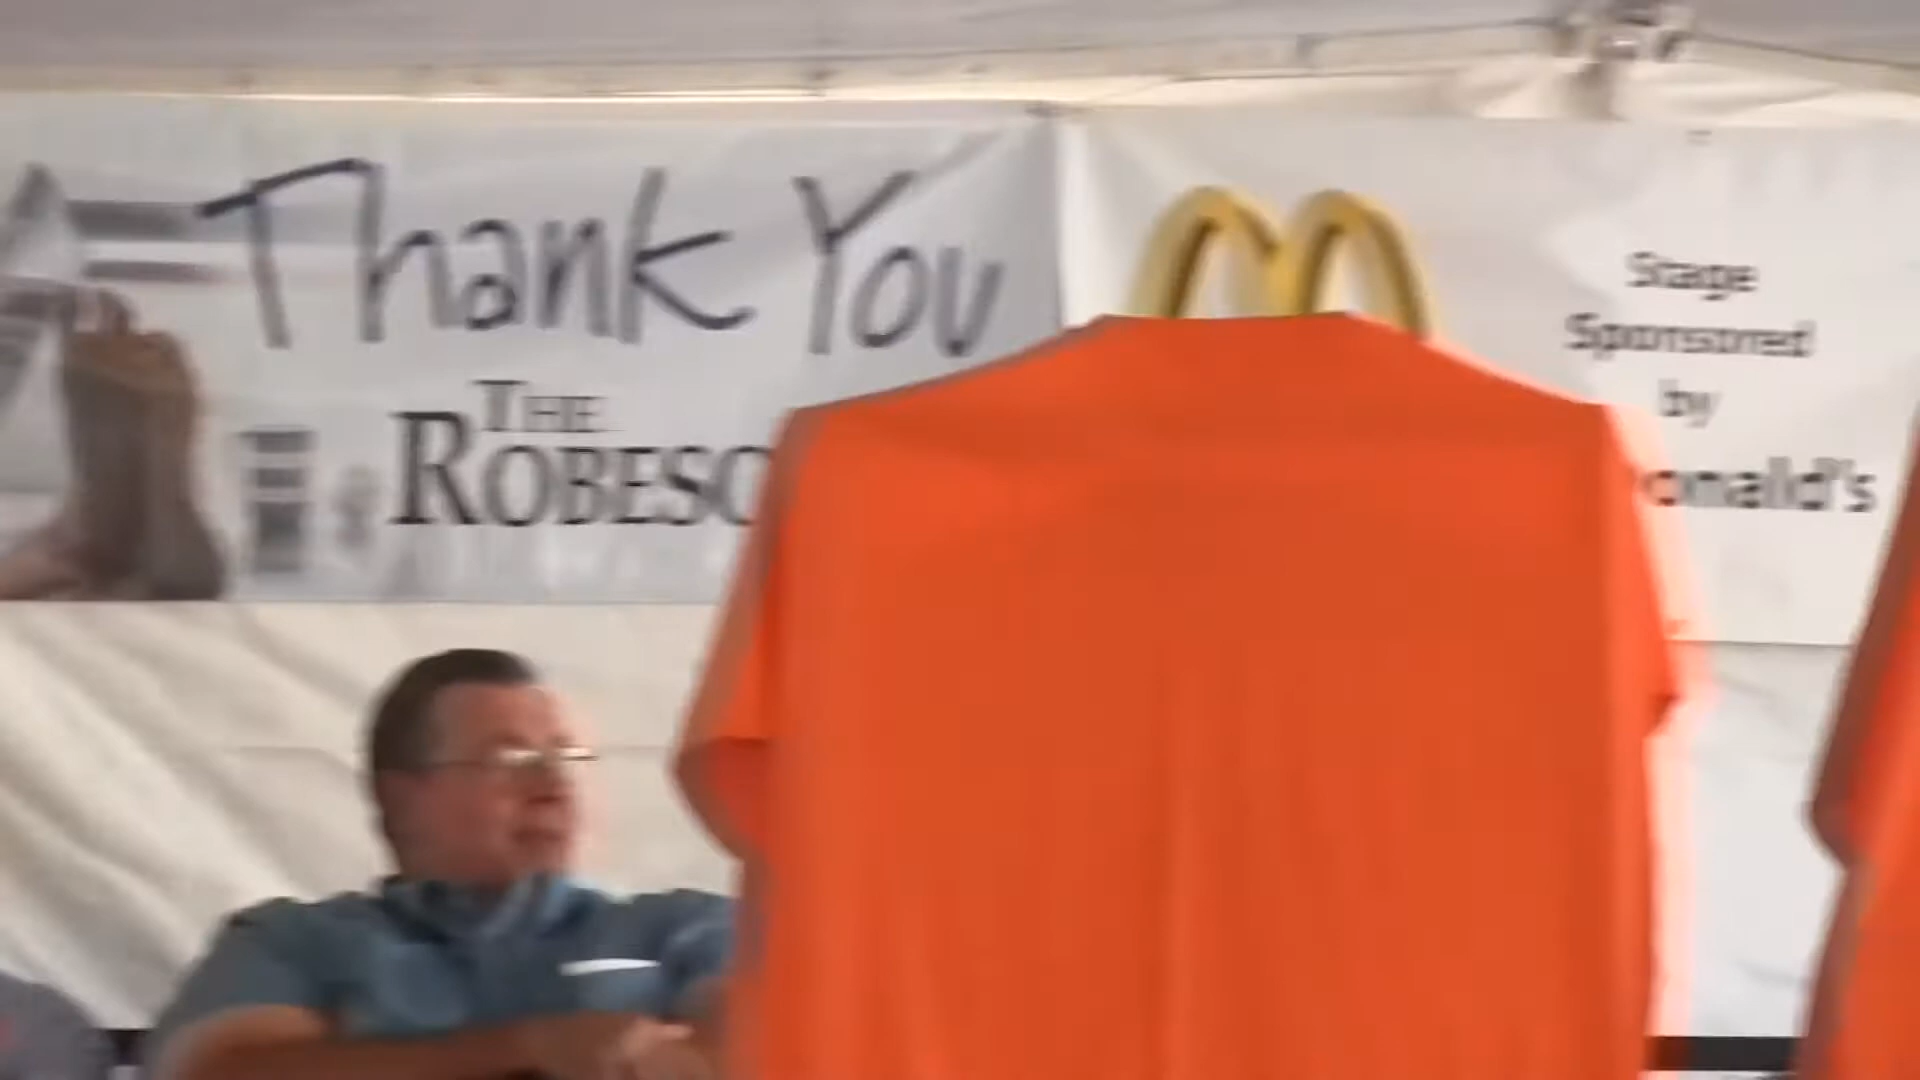 Thank You
THE
ROBESO
Stage
Sponsored
by
onald's